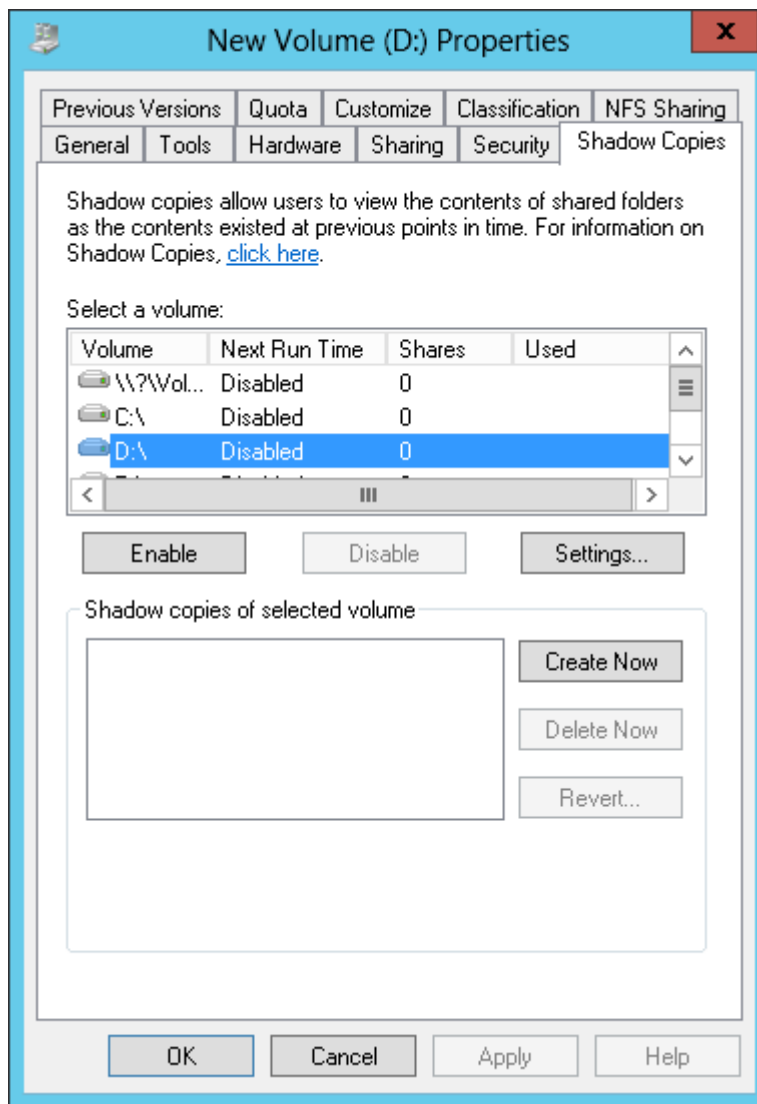 New Volume (D:) Properties
x
Previous Versions Quota Customize Classification NFS Sharing
General Tools Hardware Sharing Security Shadow Copies
Shadow copies allow users to view the contents of shared folders
as the contents existed at previous points in time. For information on
Shadow Copies, click here.
Select a volume:
Volume Next Run Time Shares Used
\\?\Vol... Disabled 0
C:\ Disabled 0
D:\ Disabled 0
Enable Disable Settings...
Shadow copies of selected volume
Create Now
Delete Now
Revert...
OK Cancel Apply Help